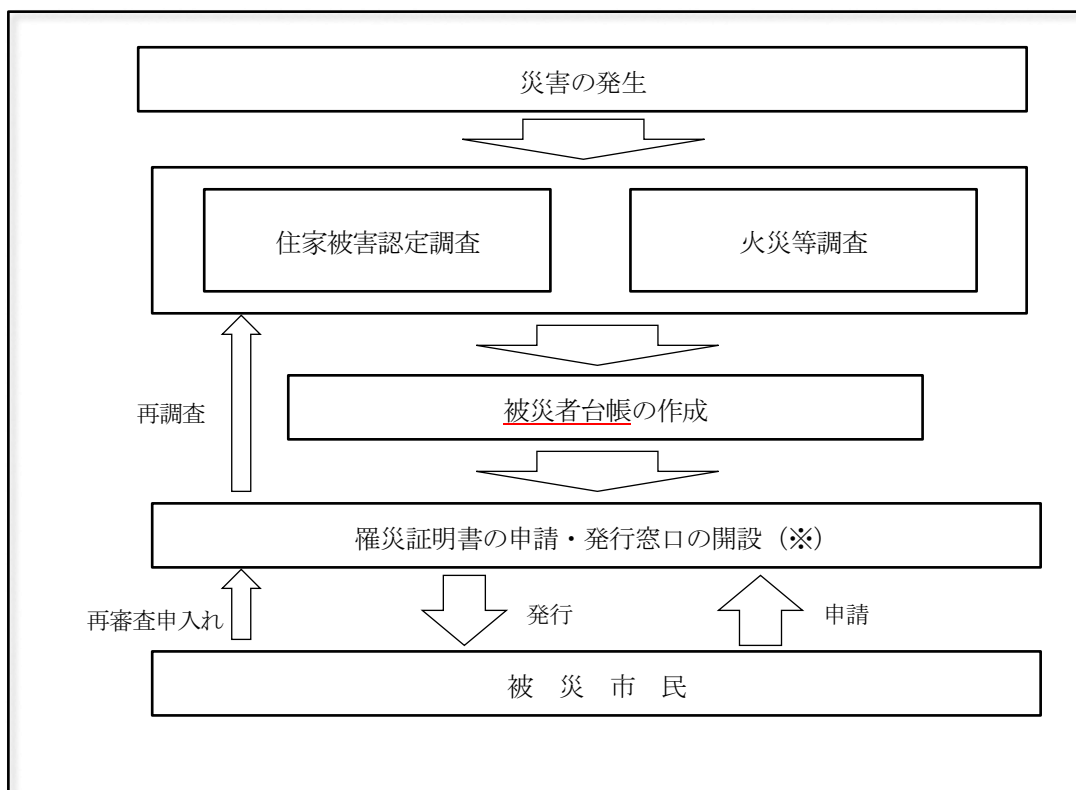 災害の発生
住家被害認定調査
火災等調査
被災者台帳の作成
再調査
罹災証明書の申請・発行窓口の開設(※)
再審査申入れ
発行
申請
被 災 市 民